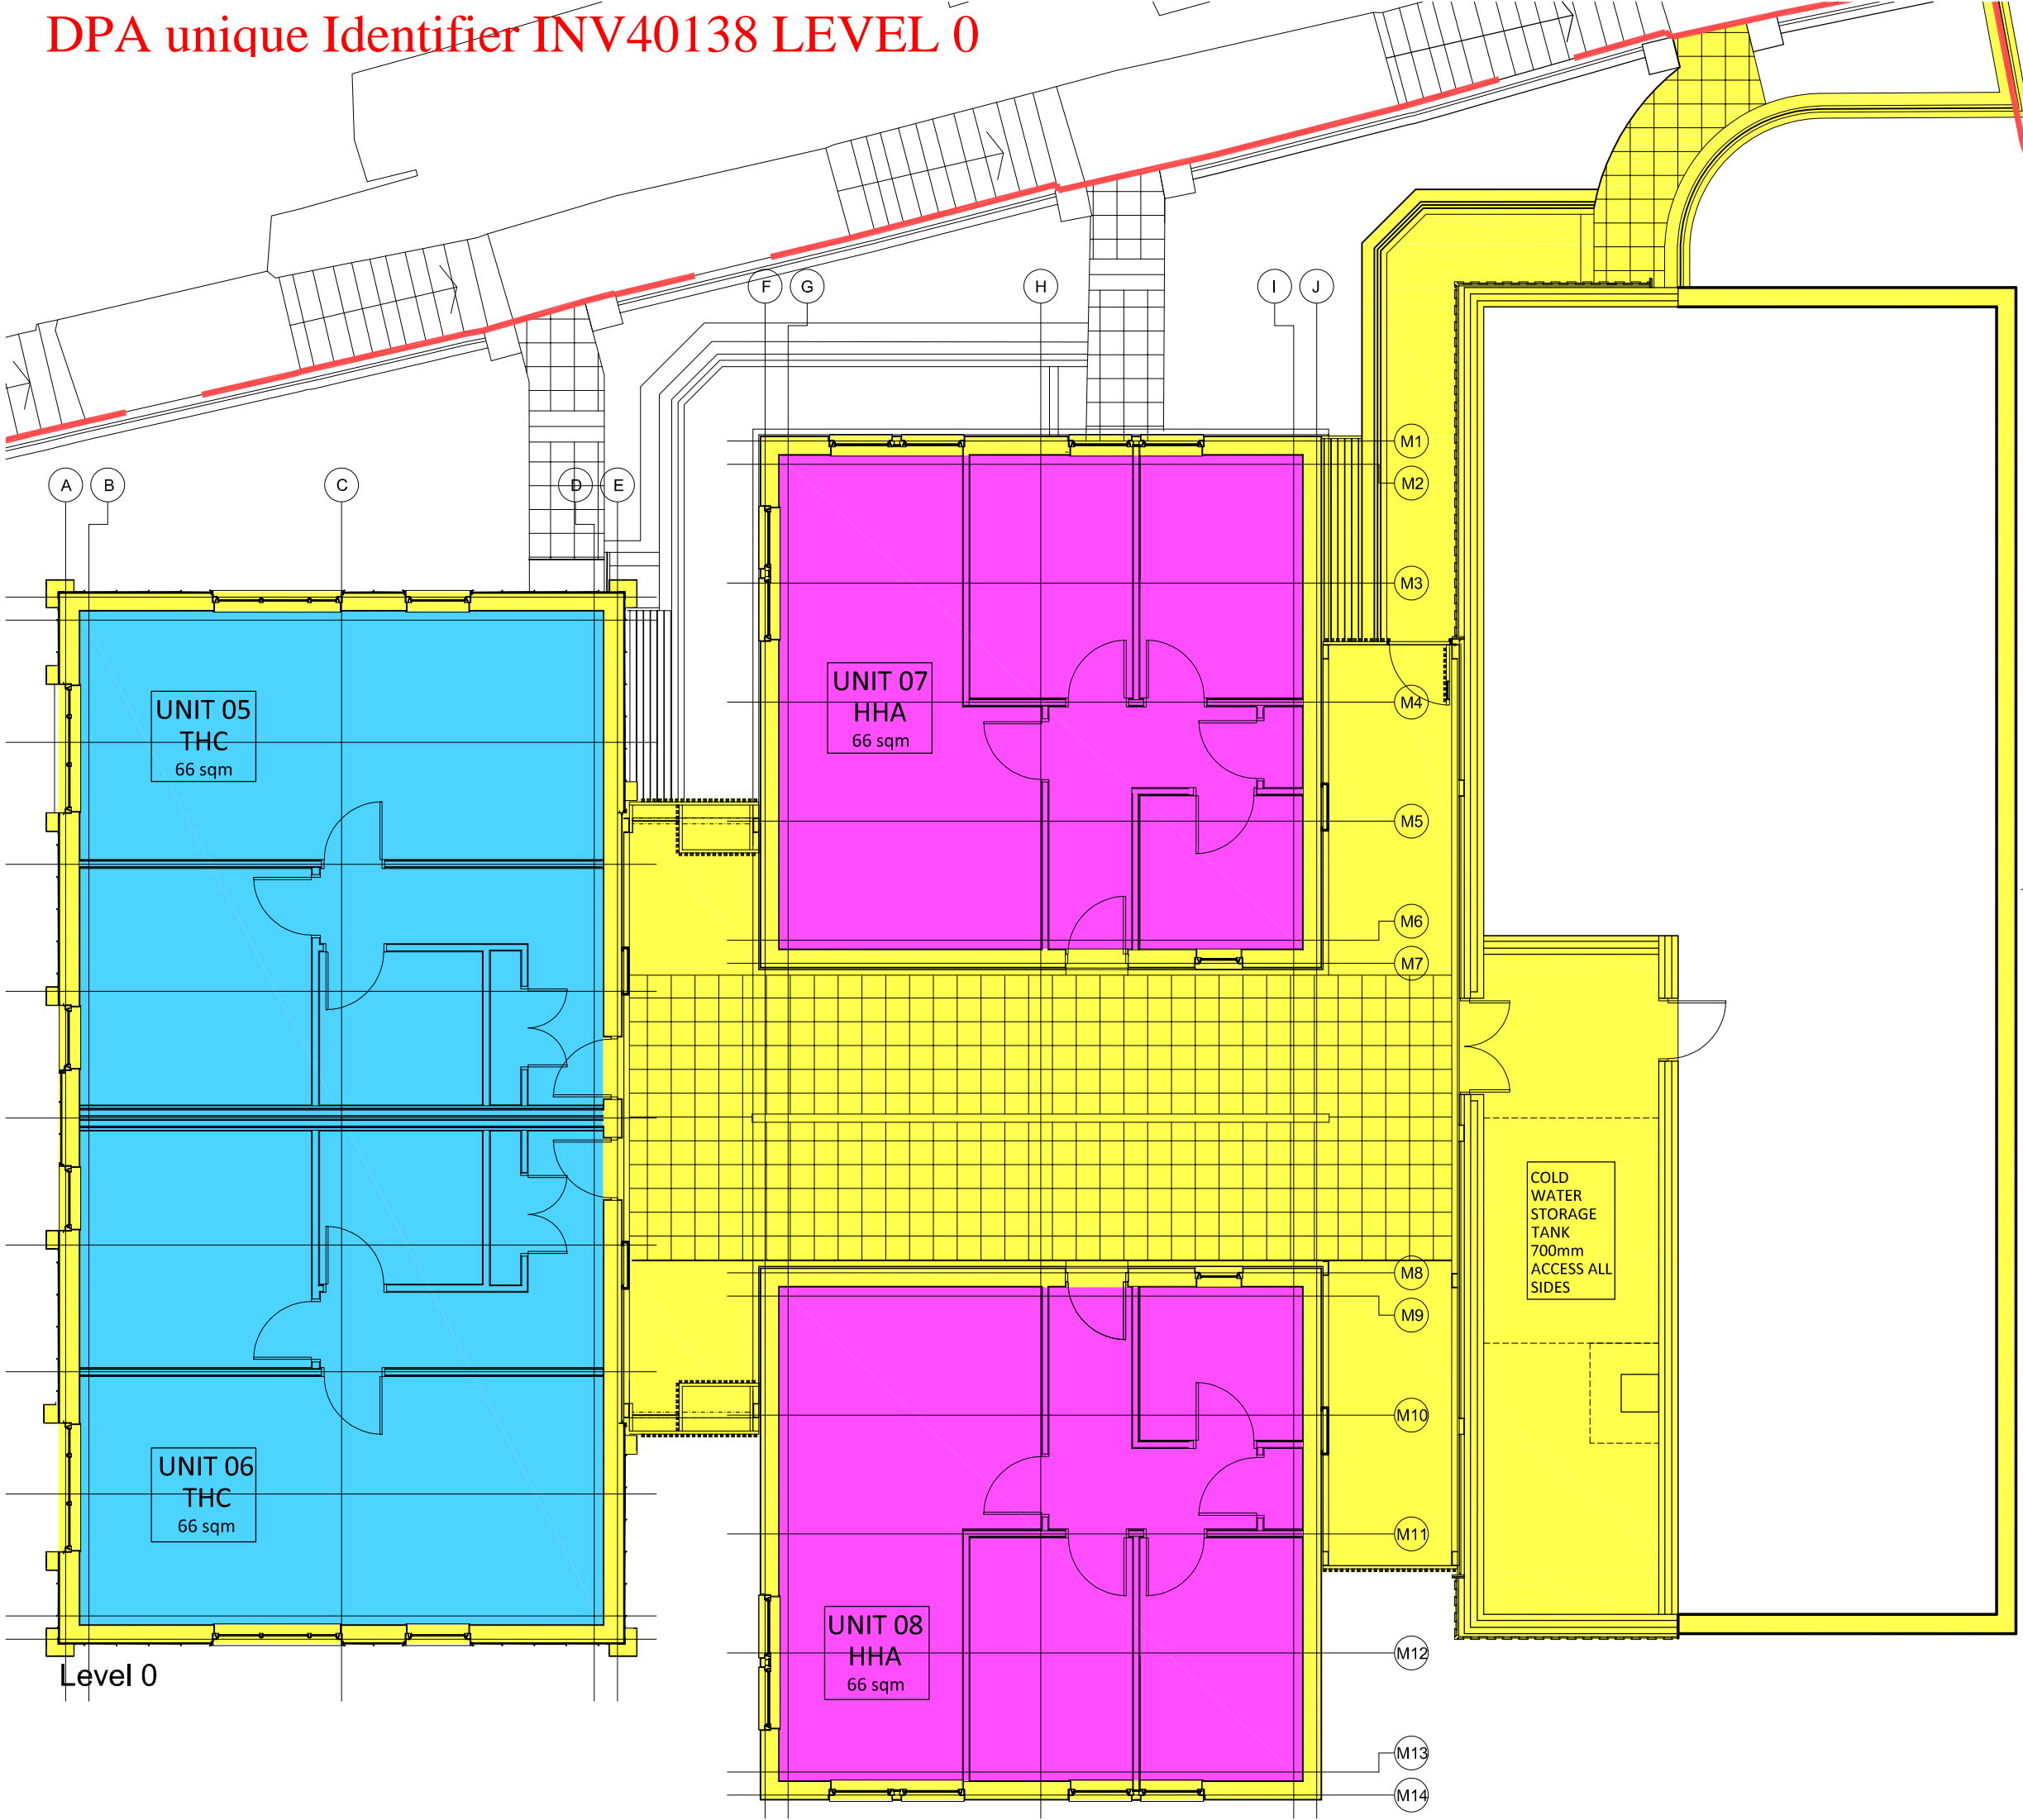 DPA unique Identifier INV40138 LEVEL 0
F G H I J
M1
A B C D E
M2
M3
UNIT 07
HHA
66 sqm
M4
UNIT 05
THC
66 sqm
M5
M6
M7
COLD
WATER
STORAGE
TANK
700mm
ACCESS ALL
SIDES
M8
M9
M10
UNIT 06
THC
66 sqm
M11
UNIT 08
HHA
66 sqm
M12
Level 0
M13
M14